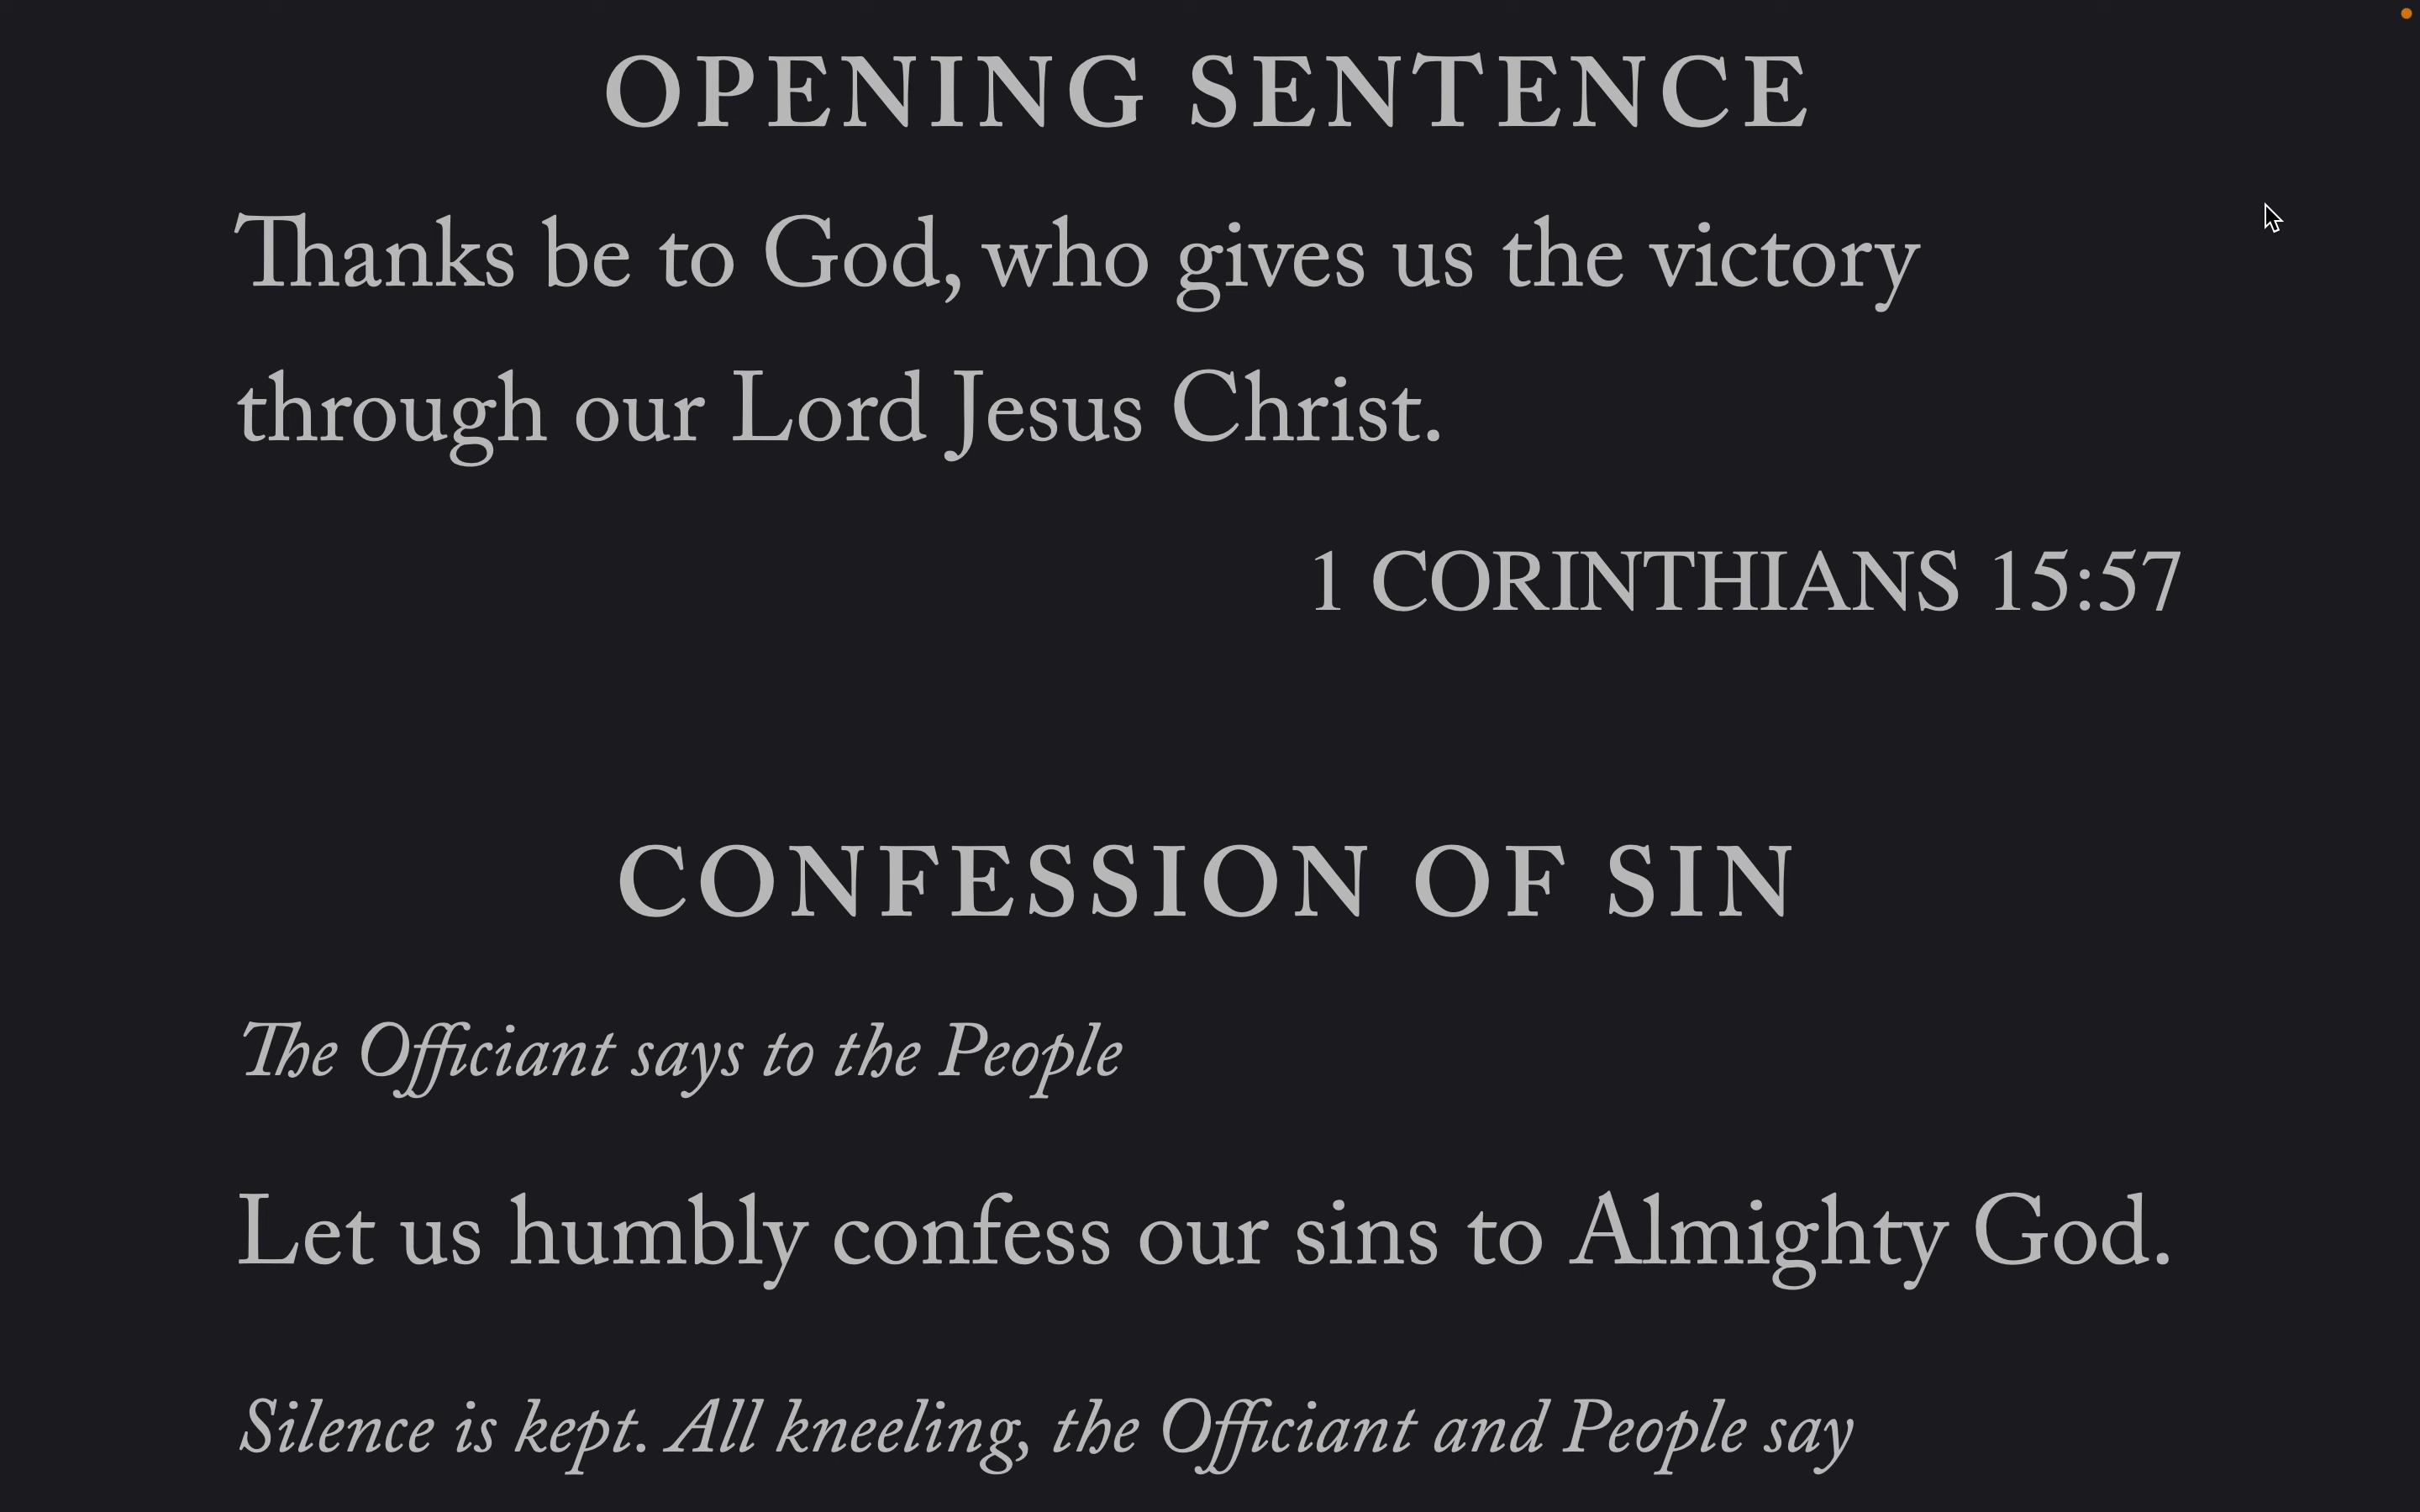 OPENING SENTENCE
Thanks be to God, who gives us the victory
through our Lord Jesus Christ.
1 CORINTHIANS 15:57
CONFESSION OF SIN
The Officiant says to the People
Let us humbly confess our sins to Almighty God.
Silence is kept. All kneeling, the Officiant and People say